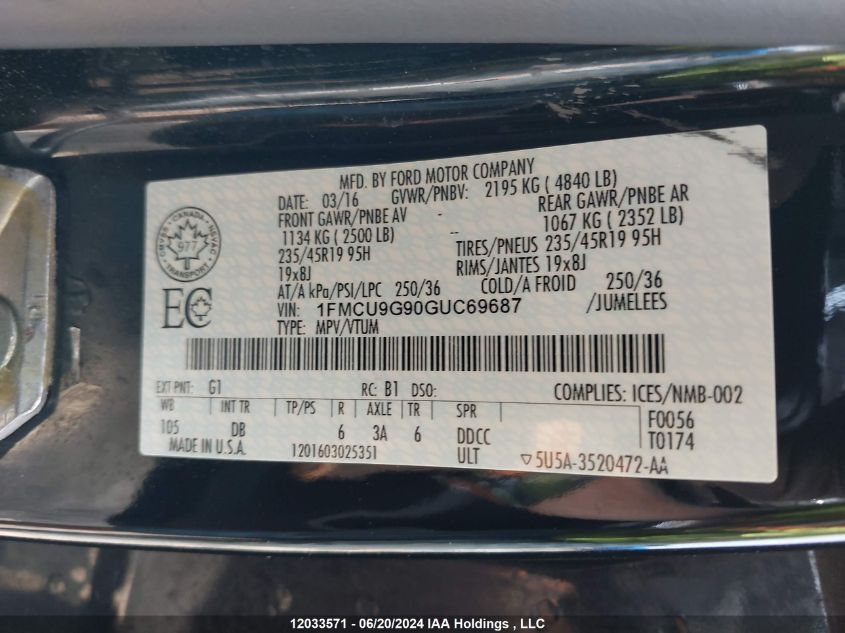 MFD. BY FORD MOTOR COMPANY
DATE: 03/16 GVWR/PNBV: 2195 KG ( 4840 LB)
FRONT GAWR/PNBE AV - REAR GAWR/PNBE AR
1134 KG ( 2500 LB) -- 1067 KG ( 2352 LB)
235/45R19 95H TIRES/PNEUS 235/45R19 95H
19x8J RIMS/JANTES 19x8J
AT/A kPa/PSI/LPC 250/36 COLD/A FROID 250/36
VIN: 1FMCU9G90GUC69687 /JUMELEES
TYPE: MPV/VTUM
CMVSS · CANADA · NSVAC
977
TRANSPORT
EC
EXT PNT: G1 RC: B1 DSO: COMPLIES: ICES/NMB-002
WB INT TR TP/PS R AXLE TR SPR F0056
105 DB 6 3A 6 DDCC T0174
MADE IN U.S.A. 1201603025351 ULT ▽5U5A-3520472-AA
12033571 - 06/20/2024 IAA Holdings , LLC